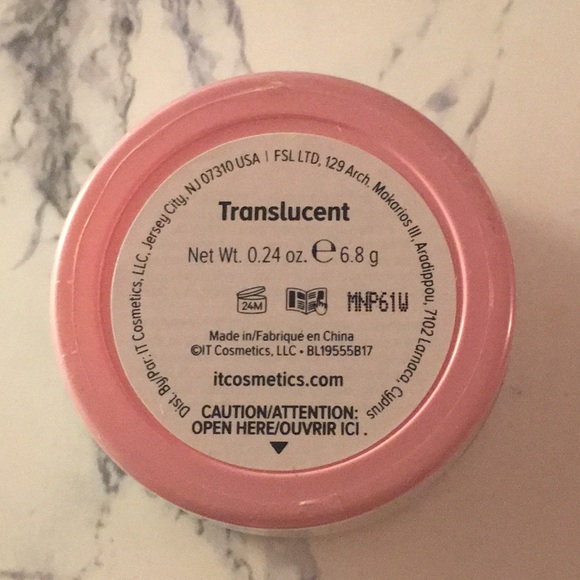 Dist. By/Par: IT Cosmetics, LLC, Jersey City, NJ 07310 USA | FSL LTD, 129 Arch. Makarios III, Aradippou, 7102 Larnaca, Cyprus
Translucent
Net Wt. 0.24 oz. ℮ 6.8 g
24M MNP61W
Made in/Fabriqué en China
©IT Cosmetics, LLC • BL19555B17
itcosmetics.com
CAUTION/ATTENTION:
OPEN HERE/OUVRIR ICI .